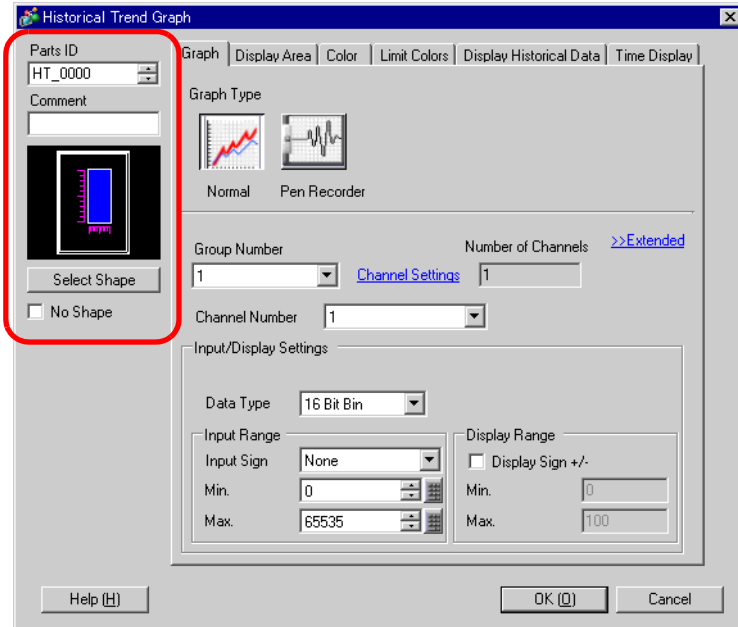 Historical Trend Graph
Parts ID
HT_0000
Comment
Select Shape
No Shape
Graph Display Area Color Limit Colors Display Historical Data Time Display
Graph Type
Normal Pen Recorder
Group Number Number of Channels >>Extended
1 Channel Settings 1
Channel Number 1
Input/Display Settings
Data Type 16 Bit Bin
Input Range Display Range
Input Sign None Display Sign +/-
Min. 0 Min. 0
Max. 65535 Max. 100
Help (H) OK (O) Cancel